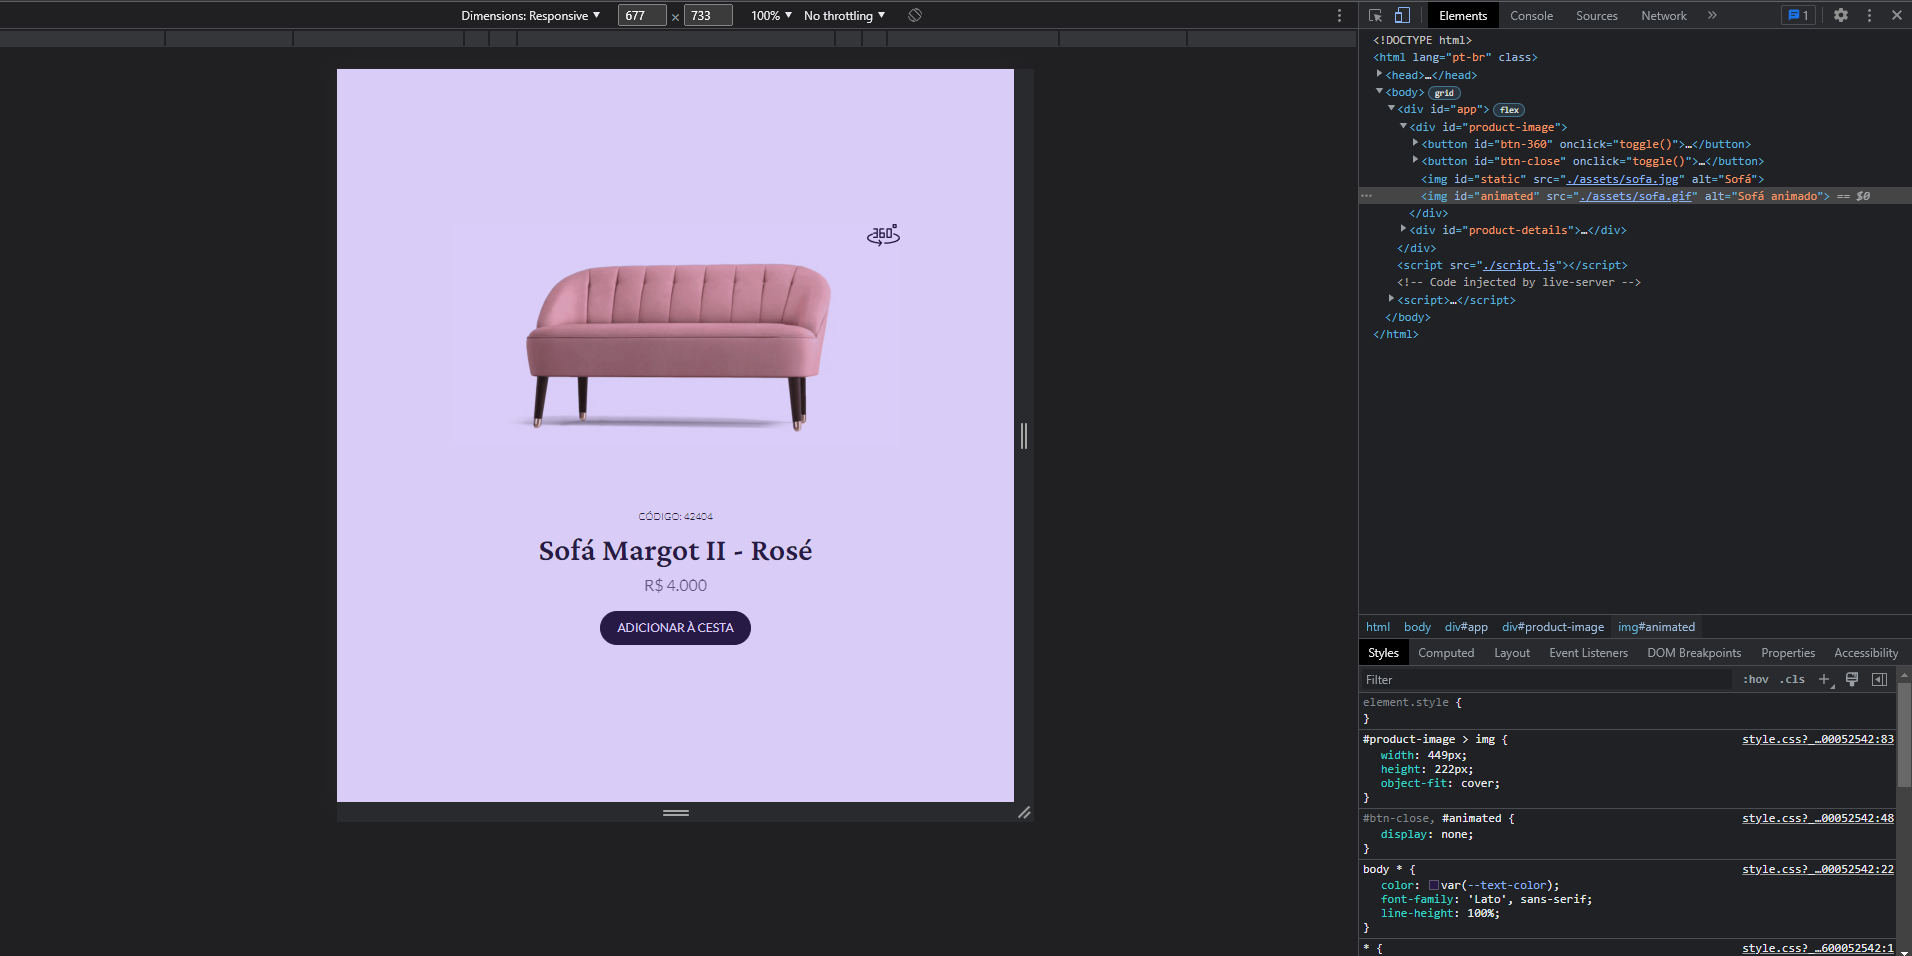 Dimensions: Responsive ▼ 677 × 733 100% ▼ No throttling ▼
Elements Console Sources Network » 1
<!DOCTYPE html>
<html lang="pt-br" class>
<head>…</head>
<body> grid
<div id="app"> flex
<div id="product-image">
<button id="btn-360" onclick="toggle()">…</button>
<button id="btn-close" onclick="toggle()">…</button>
<img id="static" src="./assets/sofa.jpg" alt="Sofá">
… <img id="animated" src="./assets/sofa.gif" alt="Sofá animado"> == $0
</div>
<div id="product-details">…</div>
</div>
<script src="./script.js"></script>
<!-- Code injected by live-server -->
<script>…</script>
</body>
</html>
360°
CÓDIGO: 42404
Sofá Margot II - Rosé
R$ 4.000
ADICIONAR À CESTA
html body div#app div#product-image img#animated
Styles Computed Layout Event Listeners DOM Breakpoints Properties Accessibility
Filter :hov .cls +
element.style {
}
#product-image > img { style.css?_…00052542:83
width: 449px;
height: 222px;
object-fit: cover;
}
#btn-close, #animated { style.css?_…00052542:48
display: none;
}
body * { style.css?_…00052542:22
color: var(--text-color);
font-family: 'Lato', sans-serif;
line-height: 100%;
}
* { style.css?_…600052542:1